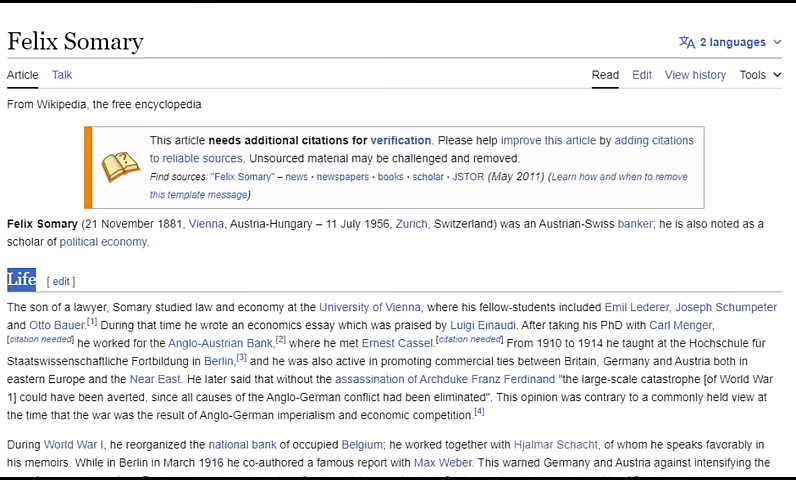 Felix Somary
2 languages
Article Talk Read Edit View history Tools
From Wikipedia, the free encyclopedia
This article needs additional citations for verification. Please help improve this article by adding citations
to reliable sources. Unsourced material may be challenged and removed.
Find sources: "Felix Somary" – news · newspapers · books · scholar · JSTOR (May 2011) (Learn how and when to remove
this template message)
Felix Somary (21 November 1881, Vienna, Austria-Hungary – 11 July 1956, Zurich, Switzerland) was an Austrian-Swiss banker; he is also noted as a
scholar of political economy.
Life [ edit ]
The son of a lawyer, Somary studied law and economy at the University of Vienna, where his fellow-students included Emil Lederer, Joseph Schumpeter
and Otto Bauer.[1] During that time he wrote an economics essay which was praised by Luigi Einaudi. After taking his PhD with Carl Menger,
[citation needed] he worked for the Anglo-Austrian Bank,[2] where he met Ernest Cassel.[citation needed] From 1910 to 1914 he taught at the Hochschule für
Staatswissenschaftliche Fortbildung in Berlin,[3] and he was also active in promoting commercial ties between Britain, Germany and Austria both in
eastern Europe and the Near East. He later said that without the assassination of Archduke Franz Ferdinand "the large-scale catastrophe [of World War
1] could have been averted, since all causes of the Anglo-German conflict had been eliminated". This opinion was contrary to a commonly held view at
the time that the war was the result of Anglo-German imperialism and economic competition.[4]
During World War I, he reorganized the national bank of occupied Belgium; he worked together with Hjalmar Schacht, of whom he speaks favorably in
his memoirs. While in Berlin in March 1916 he co-authored a famous report with Max Weber. This warned Germany and Austria against intensifying the